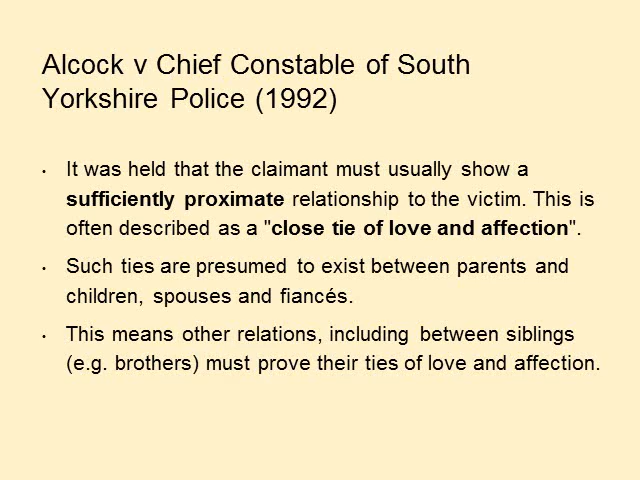 Alcock v Chief Constable of South
Yorkshire Police (1992)
• It was held that the claimant must usually show a
sufficiently proximate relationship to the victim. This is
often described as a "close tie of love and affection".
• Such ties are presumed to exist between parents and
children, spouses and fiancés.
• This means other relations, including between siblings
(e.g. brothers) must prove their ties of love and affection.